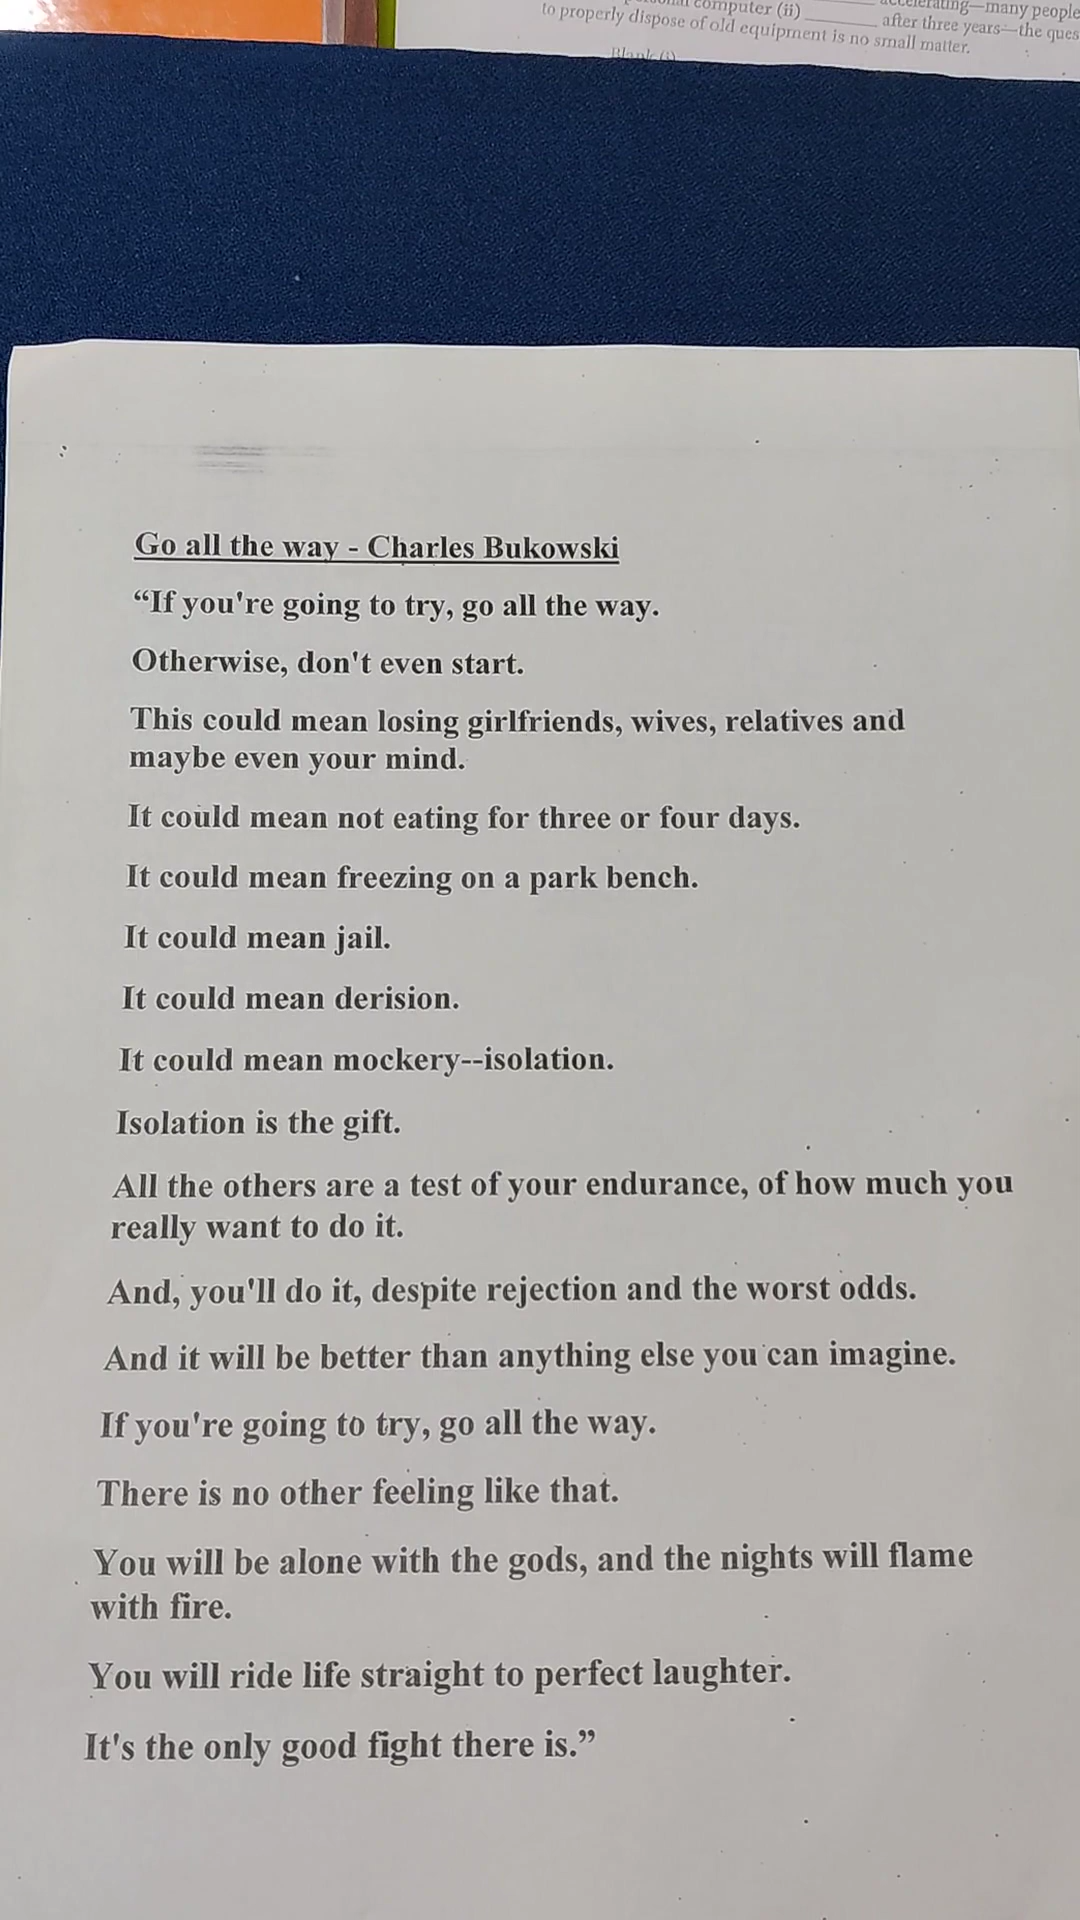 computer (ii) ________ accelerating—many people
to properly dispose of old equipment is no small matter.
after three years—the
Blank (i)
Go all the way - Charles Bukowski
“If you're going to try, go all the way.
Otherwise, don't even start.
This could mean losing girlfriends, wives, relatives and
maybe even your mind.
It could mean not eating for three or four days.
It could mean freezing on a park bench.
It could mean jail.
It could mean derision.
It could mean mockery--isolation.
Isolation is the gift.
All the others are a test of your endurance, of how much you
really want to do it.
And, you'll do it, despite rejection and the worst odds.
And it will be better than anything else you can imagine.
If you're going to try, go all the way.
There is no other feeling like that.
You will be alone with the gods, and the nights will flame
with fire.
You will ride life straight to perfect laughter.
It's the only good fight there is.”